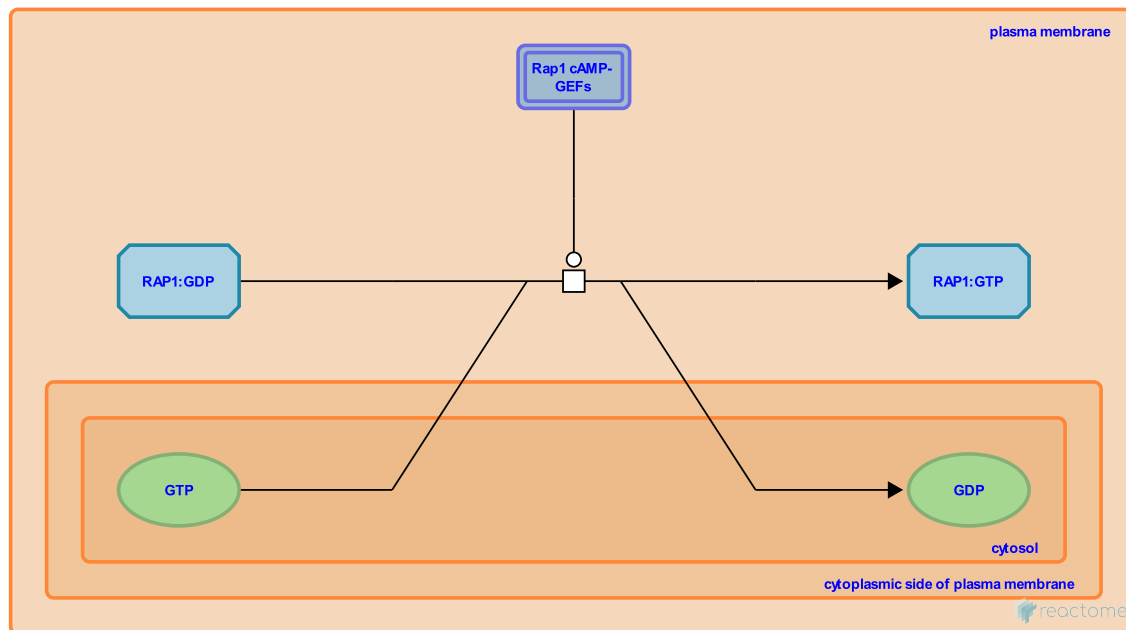 plasma membrane
Rap1 cAMP-
GEFs
RAP1:GDP
RAP1:GTP
GTP
GDP
cytosol
cytoplasmic side of plasma membrane
reactome